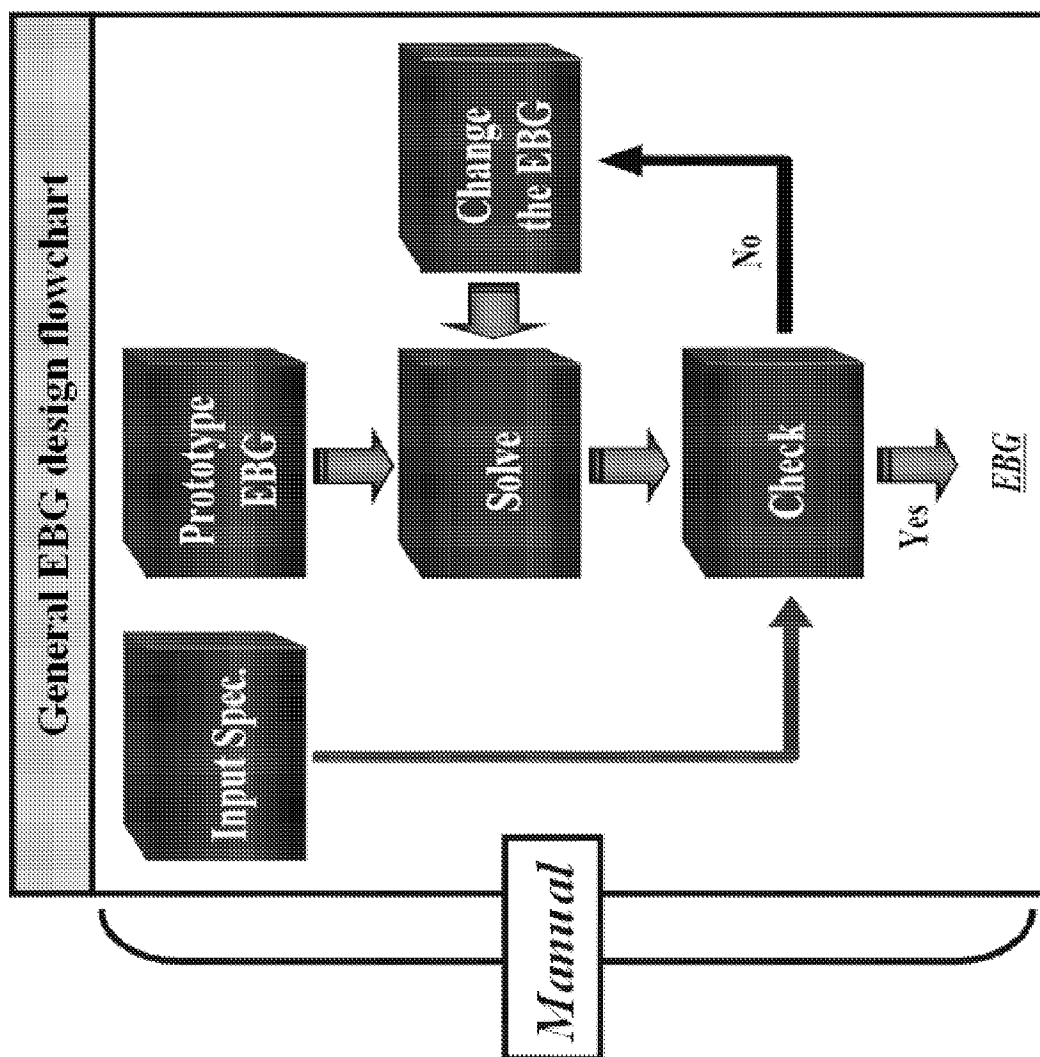 General EBG design flowchart
Manual
Input Spec.
Prototype
EBG
Change
the EBG
Solve
Check
No
Yes
EBG